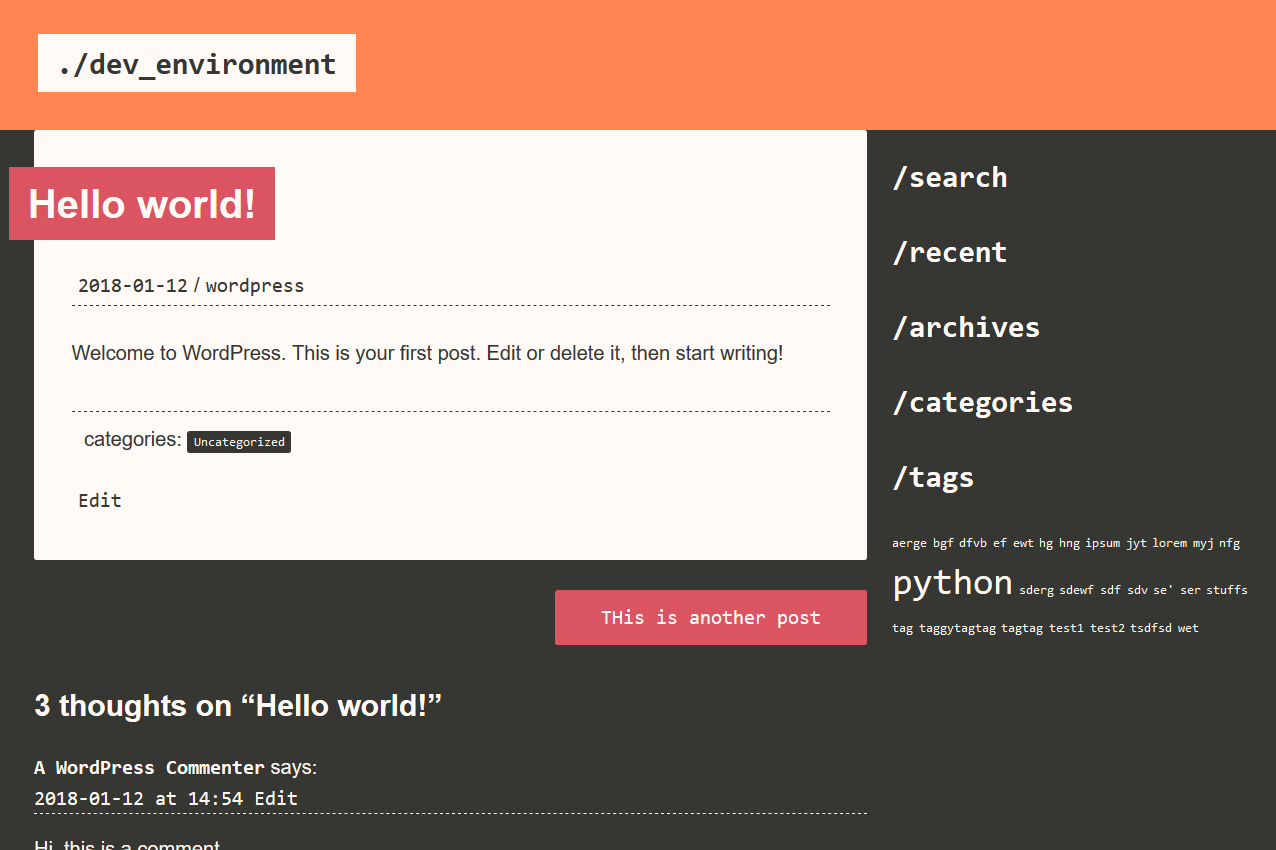 ./dev_environment
Hello world!
2018-01-12 / wordpress
Welcome to WordPress. This is your first post. Edit or delete it, then start writing!
categories: Uncategorized
Edit
THis is another post
3 thoughts on “Hello world!”
A WordPress Commenter says:
2018-01-12 at 14:54 Edit
Hi, this is a comment.
/search
/recent
/archives
/categories
/tags
aerge bgf dfvb ef ewt hg hng ipsum jyt lorem myj nfg
python sderg sdewf sdf sdv se' ser stuffs
tag taggytagtag tagtag test1 test2 tsdfsd wet